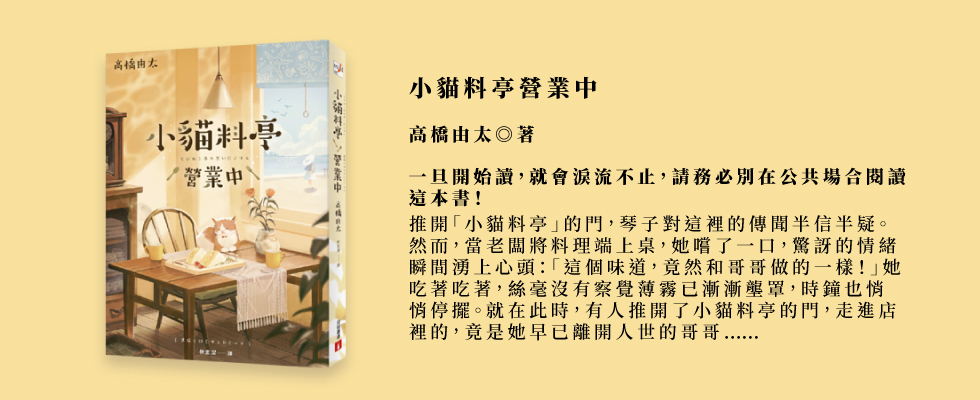 高橋由太
小貓料亭
營業中
小貓料亭
營業中
高橋由太
小貓料亭營業中
高橋由太◎著
一旦開始讀，就會淚流不止，請務必別在公共場合閱讀
這本書！
推開「小貓料亭」的門，琴子對這裡的傳聞半信半疑。
然而，當老闆將料理端上桌，她嚐了一口，驚訝的情緒
瞬間湧上心頭：「這個味道，竟然和哥哥做的一樣！」她
吃著吃著，絲毫沒有察覺薄霧已漸漸壟罩，時鐘也悄
悄停擺。就在此時，有人推開了小貓料亭的門，走進店
裡的，竟是她早已離開人世的哥哥……